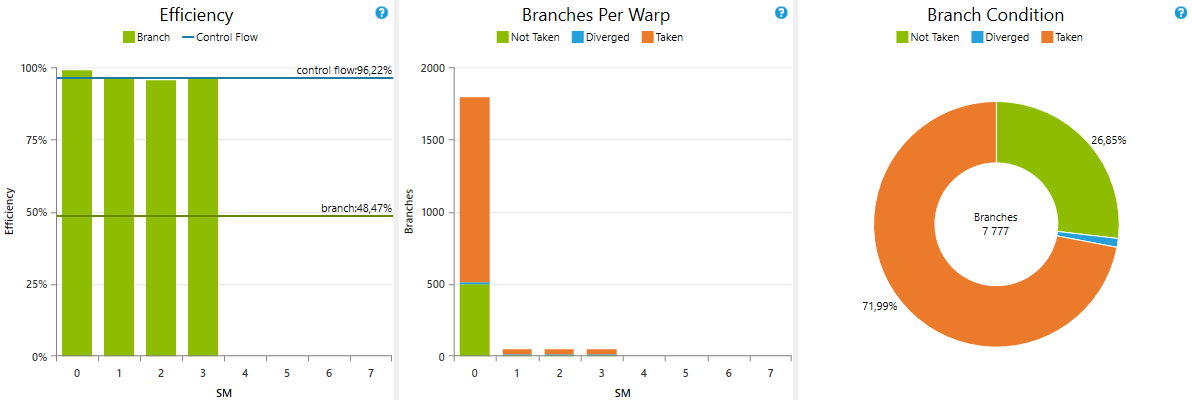 Efficiency
?
Branch
Control Flow
100%
75%
50%
25%
0%
control flow:96,22%
branch:48,47%
Efficiency
0 1 2 3 4 5 6 7
SM
Branches Per Warp
?
Not Taken
Diverged
Taken
2000
1500
1000
500
0
Branches
0 1 2 3 4 5 6 7
SM
Branch Condition
?
Not Taken
Diverged
Taken
26,85%
71,99%
Branches
7 777